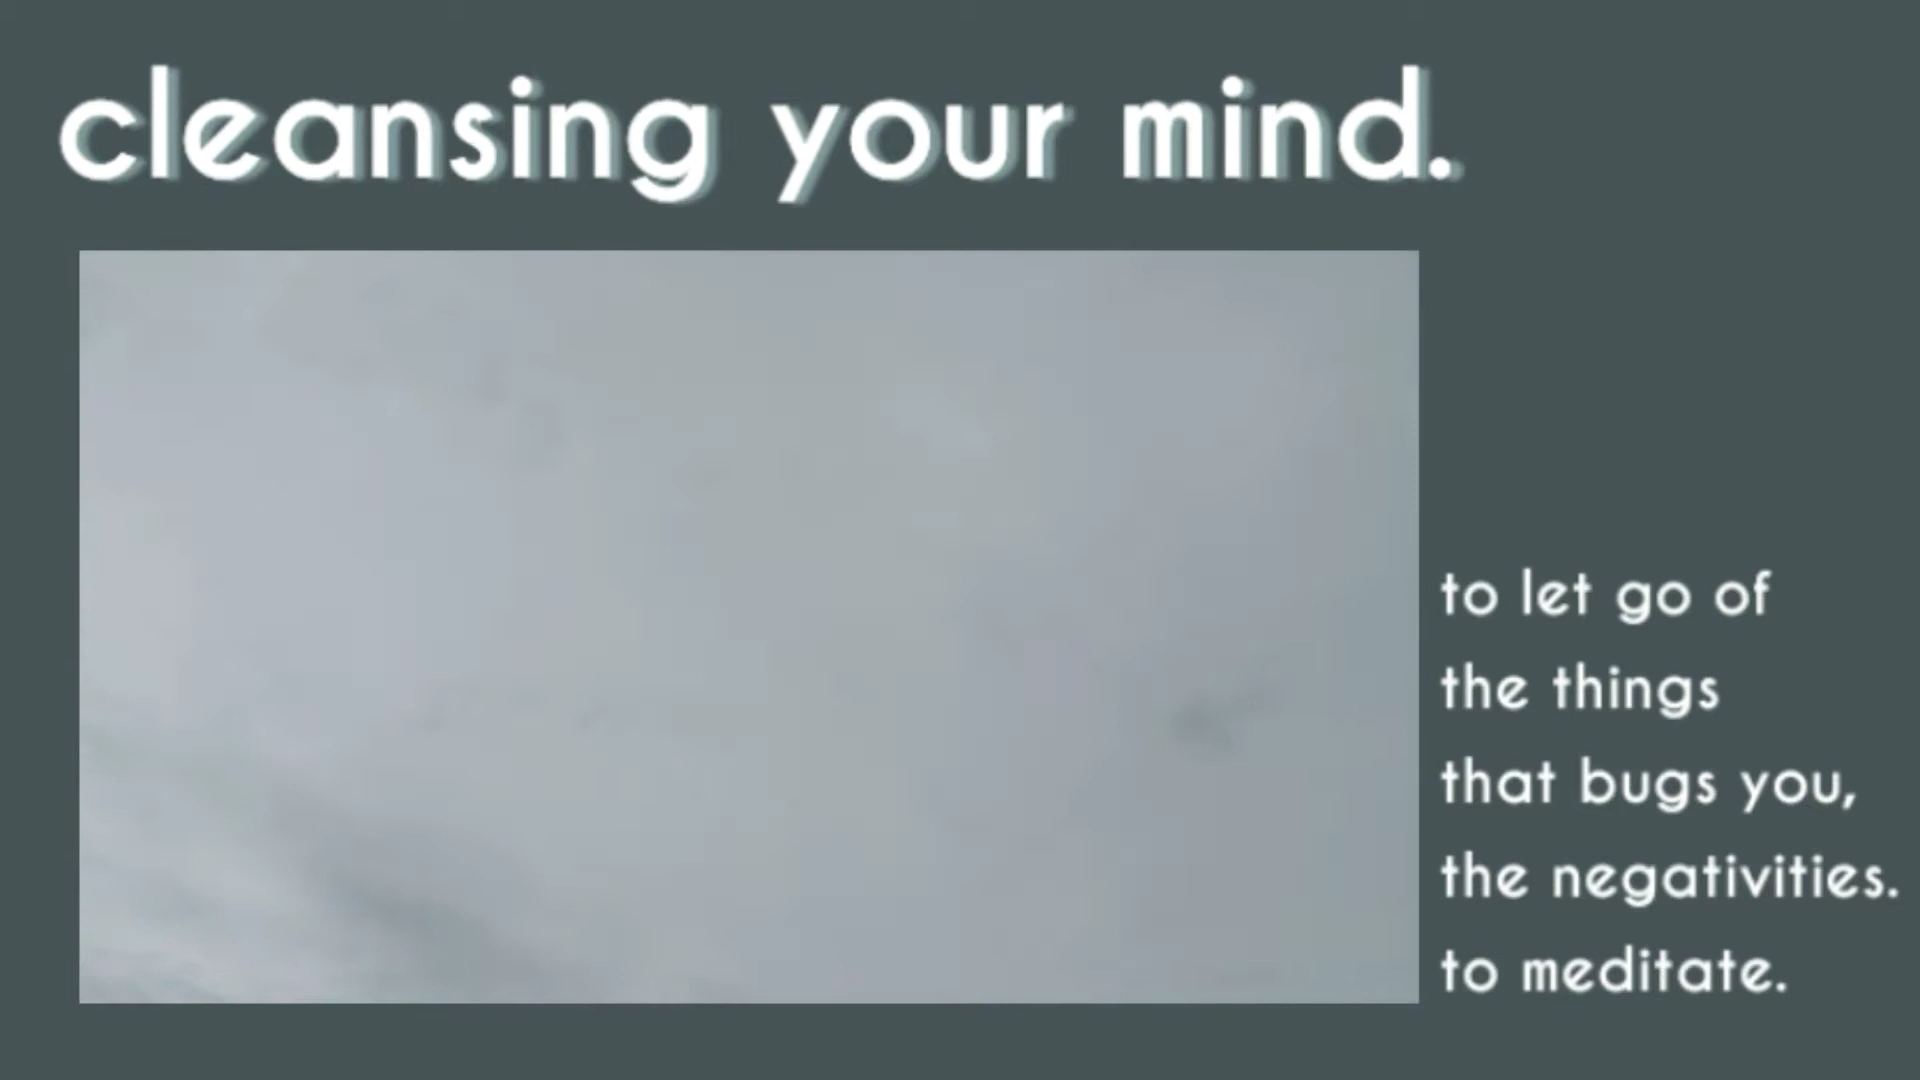 cleansing your mind.
to let go of
the things
that bugs you,
the negativities.
to meditate.